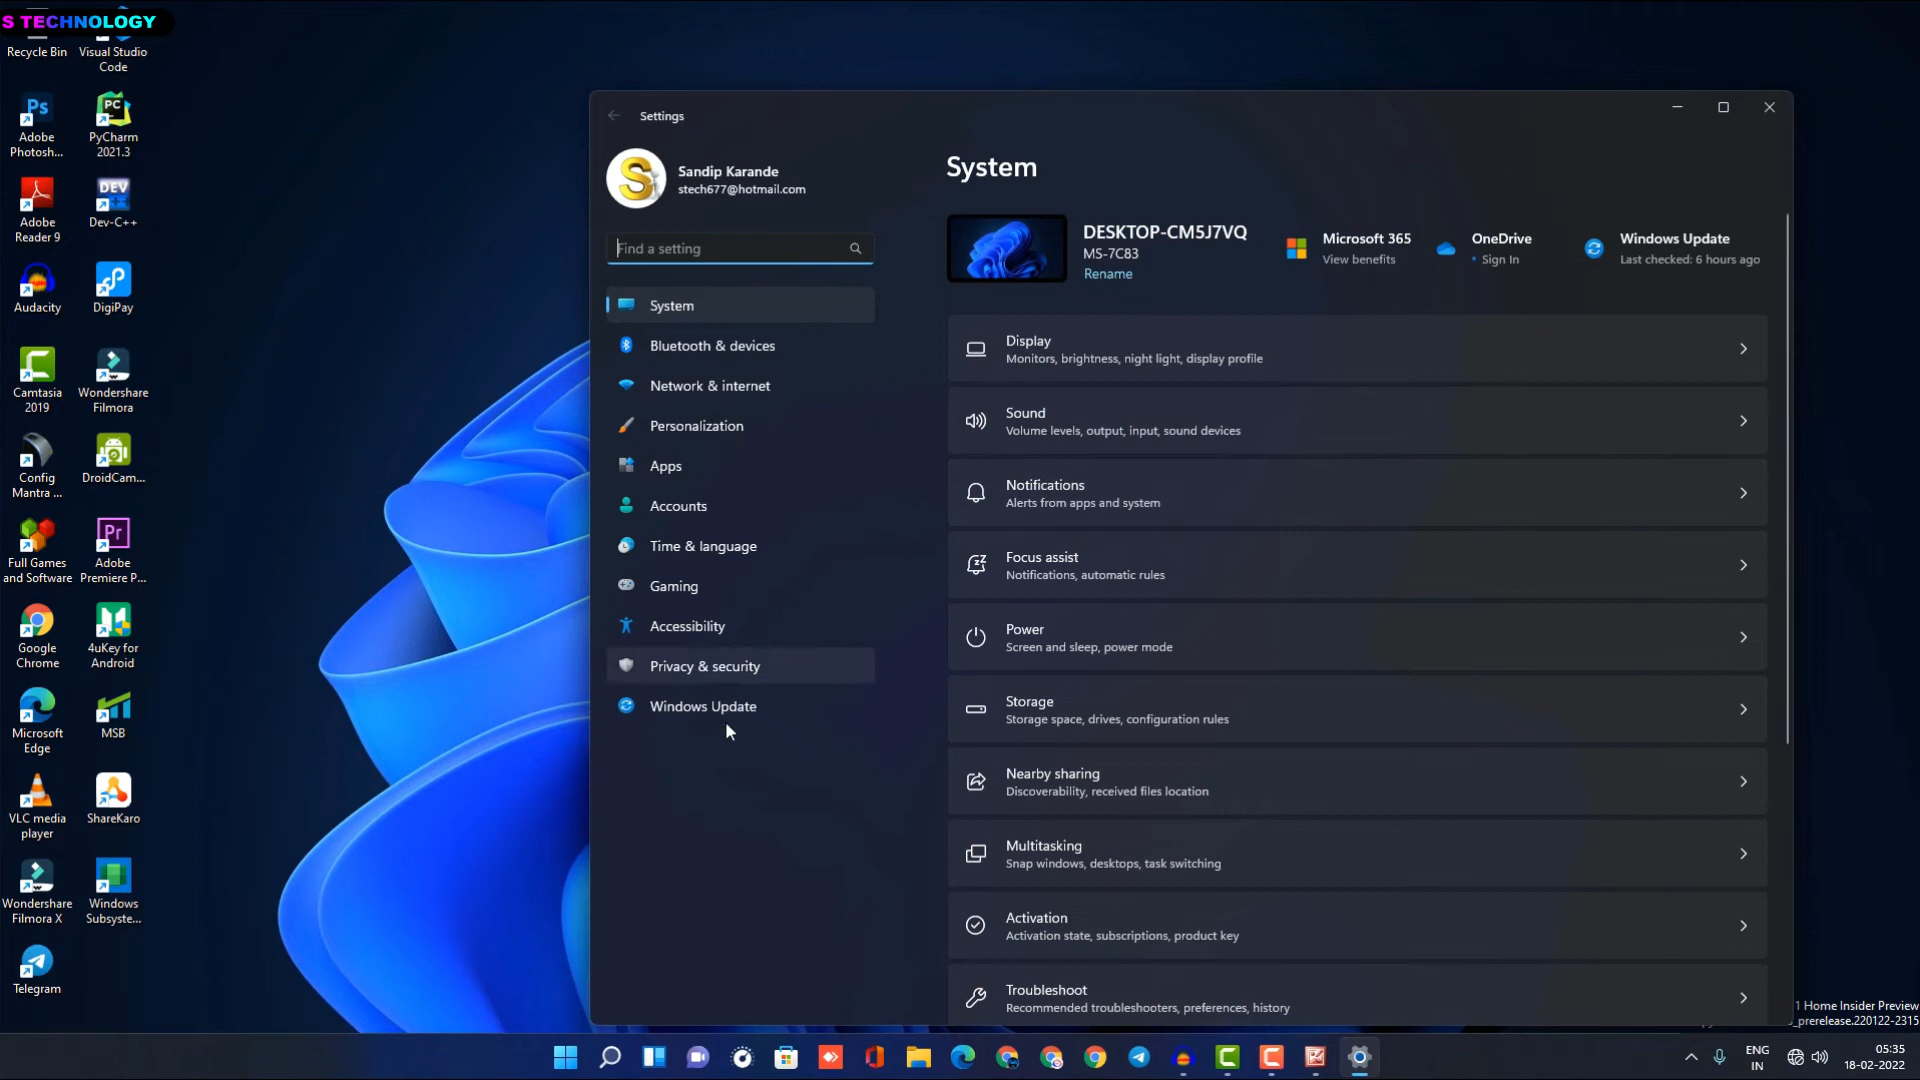 S TECHNOLOGY
Recycle Bin
Visual Studio
Code
Adobe
Photosh...
PyCharm
2021.3
Adobe
Reader 9
Dev-C++
Audacity
DigiPay
Camtasia
2019
Wondershare
Filmora
Config
Mantra ...
DroidCam...
Full Games
and Software
Adobe
Premiere P...
Google
Chrome
4uKey for
Android
Microsoft
Edge
MSB
VLC media
player
ShareKaro
Wondershare
Filmora X
Windows
Subsyste...
Telegram
Settings
Sandip Karande
stech677@hotmail.com
Find a setting
System
Bluetooth & devices
Network & internet
Personalization
Apps
Accounts
Time & language
Gaming
Accessibility
Privacy & security
Windows Update
System
DESKTOP-CM5J7VQ
MS-7C83
Rename
Microsoft 365
View benefits
OneDrive
• Sign In
Windows Update
Last checked: 6 hours ago
Display
Monitors, brightness, night light, display profile
Sound
Volume levels, output, input, sound devices
Notifications
Alerts from apps and system
Focus assist
Notifications, automatic rules
Power
Screen and sleep, power mode
Storage
Storage space, drives, configuration rules
Nearby sharing
Discoverability, received files location
Multitasking
Snap windows, desktops, task switching
Activation
Activation state, subscriptions, product key
Troubleshoot
Recommended troubleshooters, preferences, history
1 Home Insider Preview
_prerelease.220122-2315
ENG
IN
05:35
18-02-2022